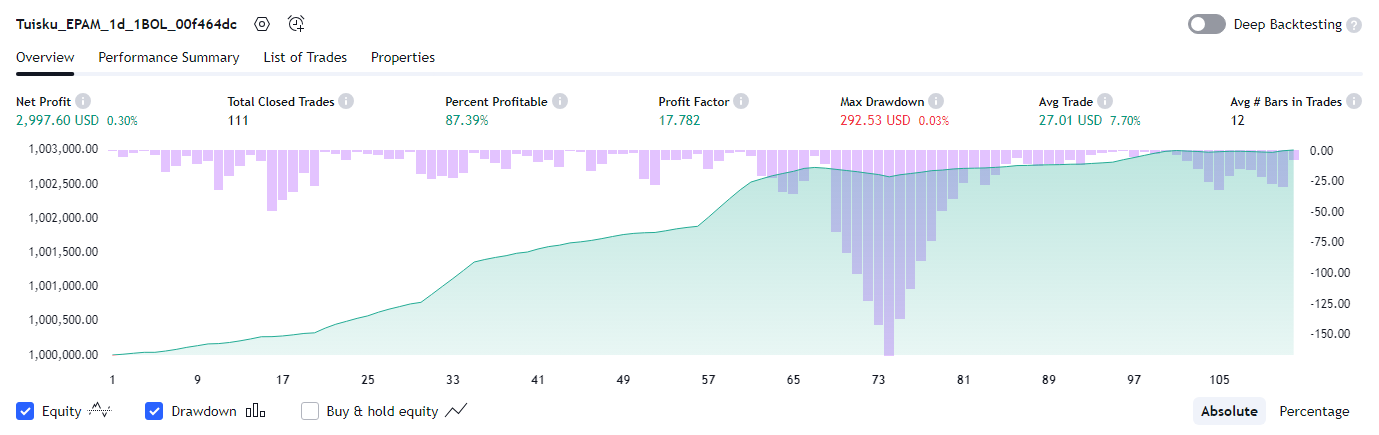 Tuisku_EPAM_1d_1BOL_00f464dc Deep Backtesting ?
Overview Performance Summary List of Trades Properties
Net Profit i Total Closed Trades i Percent Profitable i Profit Factor i Max Drawdown i Avg Trade i Avg # Bars in Trades i
2,997.60 USD 0.30% 111 87.39% 17.782 292.53 USD 0.03% 27.01 USD 7.70% 12
1,003,000.00 0.00
1,002,500.00 -25.00
1,002,000.00 -50.00
1,001,500.00 -75.00
1,001,000.00 -100.00
1,000,500.00 -125.00
1,000,000.00 -150.00
1 9 17 25 33 41 49 57 65 73 81 89 97 105
Equity Drawdown Buy & hold equity Absolute Percentage